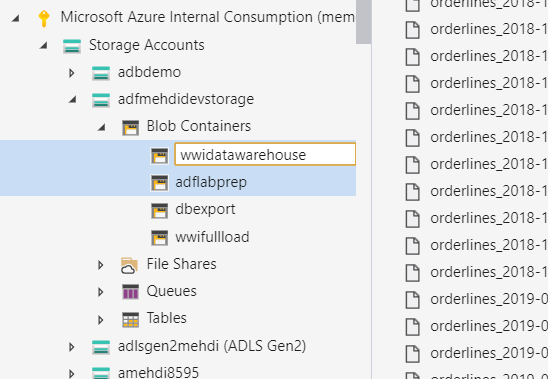 Microsoft Azure Internal Consumption (mem
Storage Accounts
adbdemo
adfmehdidevstorage
Blob Containers
wwidatawarehouse
adflabprep
dbexport
wwifullload
File Shares
Queues
Tables
adlsgen2mehdi (ADLS Gen2)
amehdi8595
orderlines_2018-1
orderlines_2018-1
orderlines_2018-1
orderlines_2018-1
orderlines_2018-1
orderlines_2018-1
orderlines_2018-1
orderlines_2018-1
orderlines_2018-1
orderlines_2018-1
orderlines_2018-1
orderlines_2019-0
orderlines_2019-0
orderlines_2019-0
orderlines_2019-0